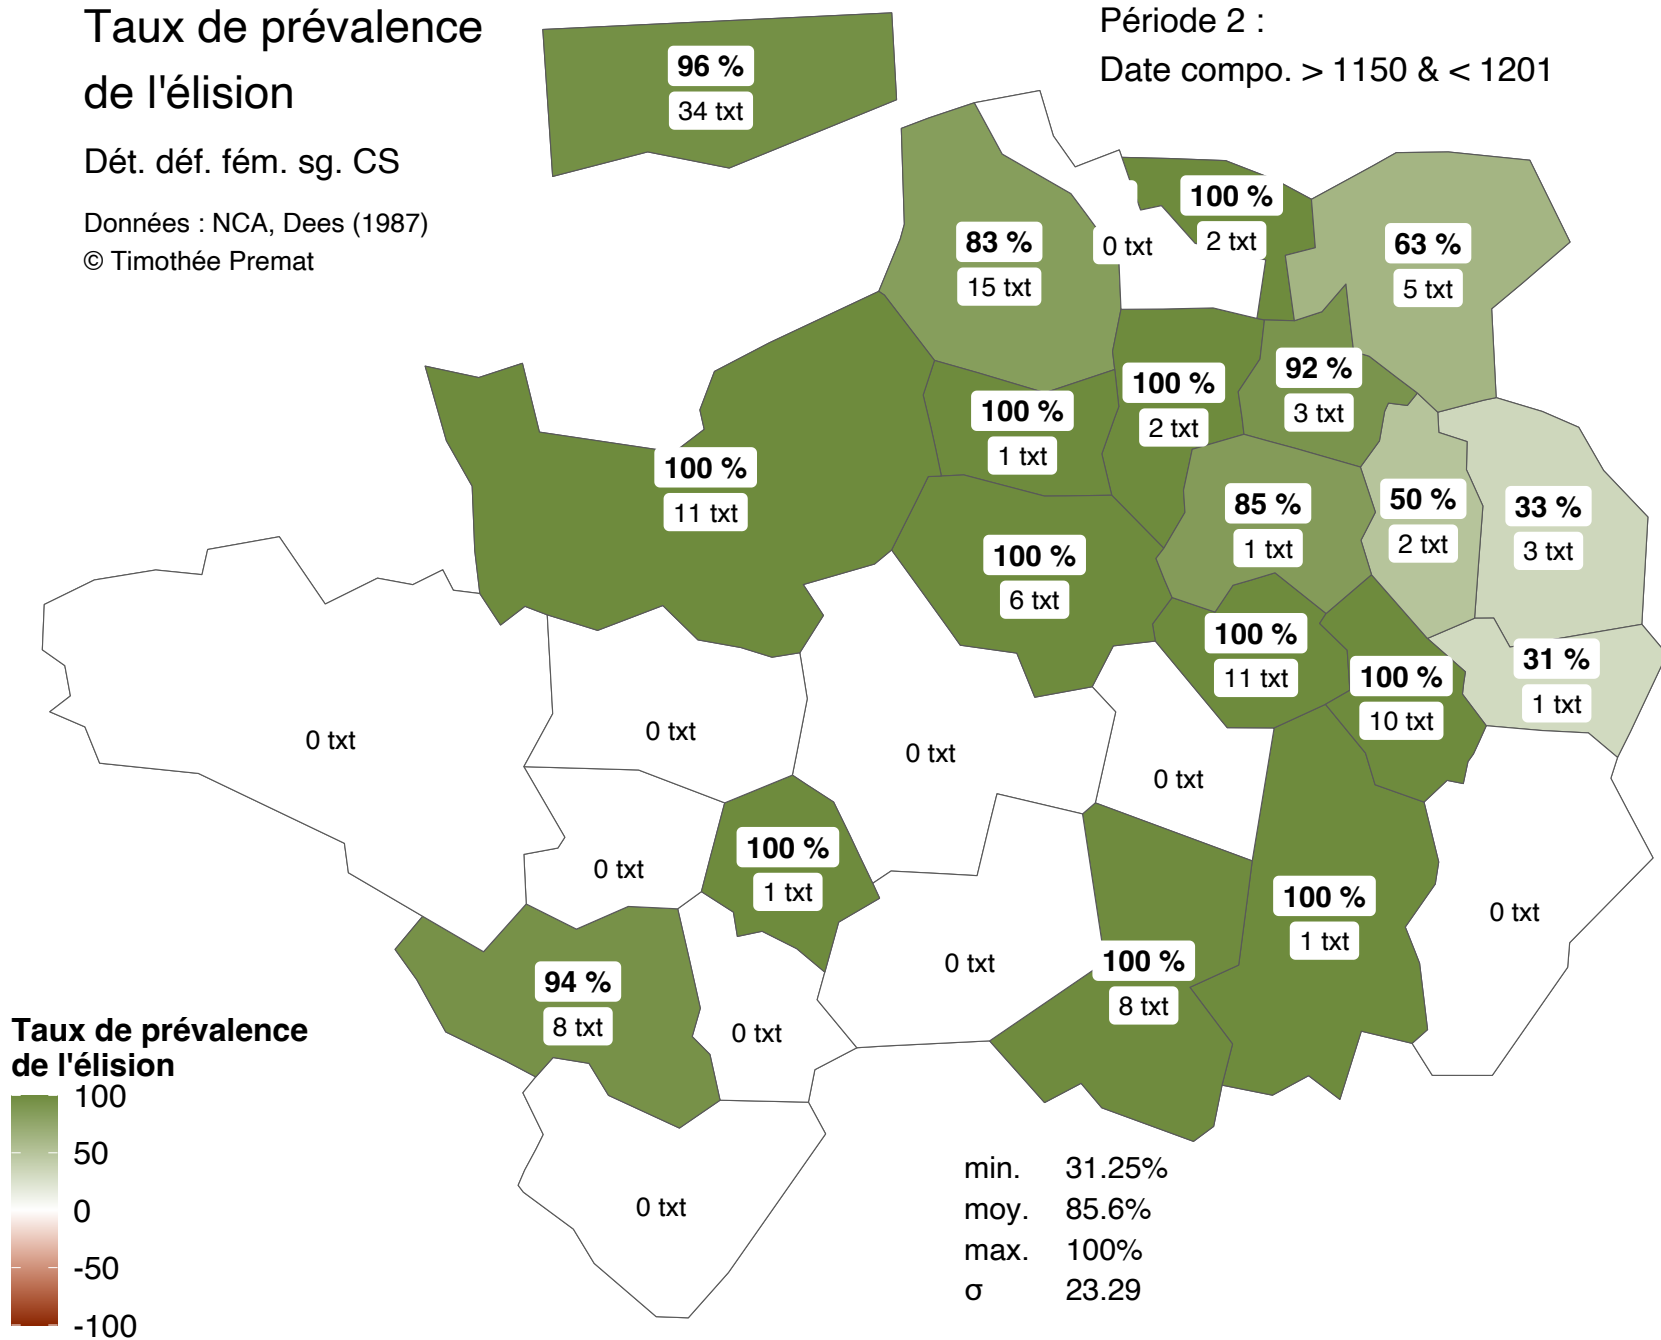 Taux de prévalence
de l'élision
Dét. déf. fém. sg. CS
Données : NCA, Dees (1987)
© Timothée Premat
Période 2 :
Date compo. > 1150 & < 1201
96 %
34 txt
100 %
2 txt
83 %
15 txt
0 txt
63 %
5 txt
92 %
3 txt
100 %
2 txt
100 %
1 txt
100 %
11 txt
85 %
1 txt
50 %
2 txt
33 %
3 txt
100 %
6 txt
100 %
11 txt
100 %
10 txt
31 %
1 txt
0 txt
0 txt
0 txt
0 txt
0 txt
100 %
1 txt
100 %
1 txt
0 txt
94 %
8 txt
0 txt
0 txt
100 %
8 txt
0 txt
Taux de prévalence
de l'élision
100
50
0
-50
-100
min. 31.25%
moy. 85.6%
max. 100%
σ 23.29